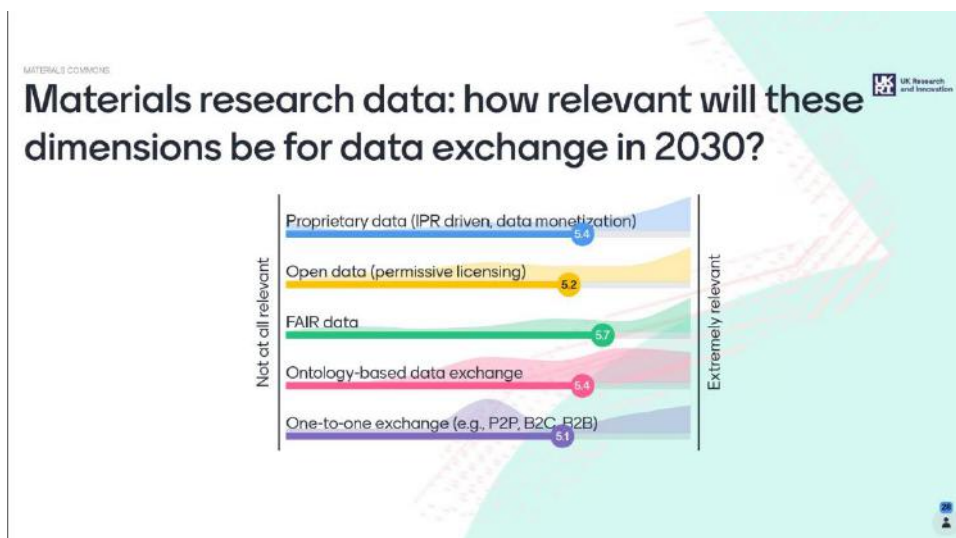 MATERIALS COMMONS
Materials research data: how relevant will these
dimensions be for data exchange in 2030?
UK
RI
UK Research
and Innovation
Not at all relevant
Proprietary data (IPR driven, data monetization)
5.4
Open data (permissive licensing)
5.2
FAIR data
5.7
Ontology-based data exchange
5.4
One-to-one exchange (e.g., P2P, B2C, B2B)
5.1
Extremely relevant
28